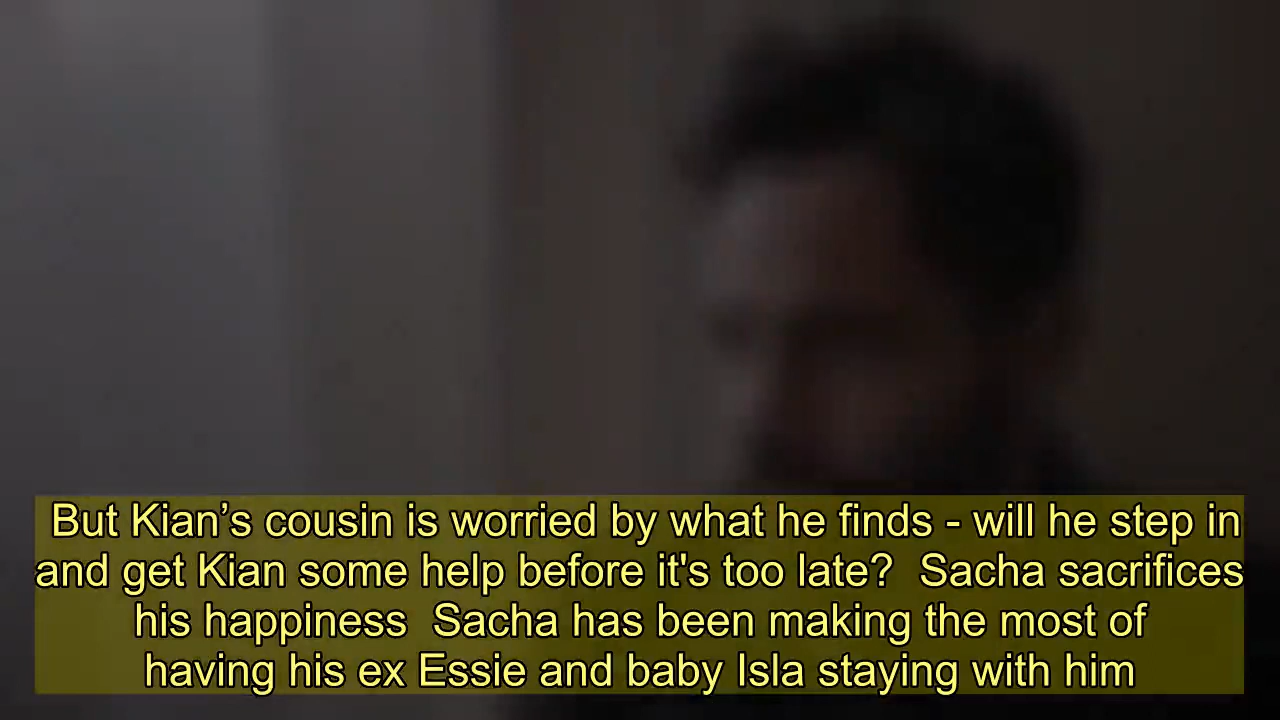 But Kian’s cousin is worried by what he finds - will he step in
and get Kian some help before it's too late?  Sacha sacrifices
his happiness  Sacha has been making the most of
having his ex Essie and baby Isla staying with him